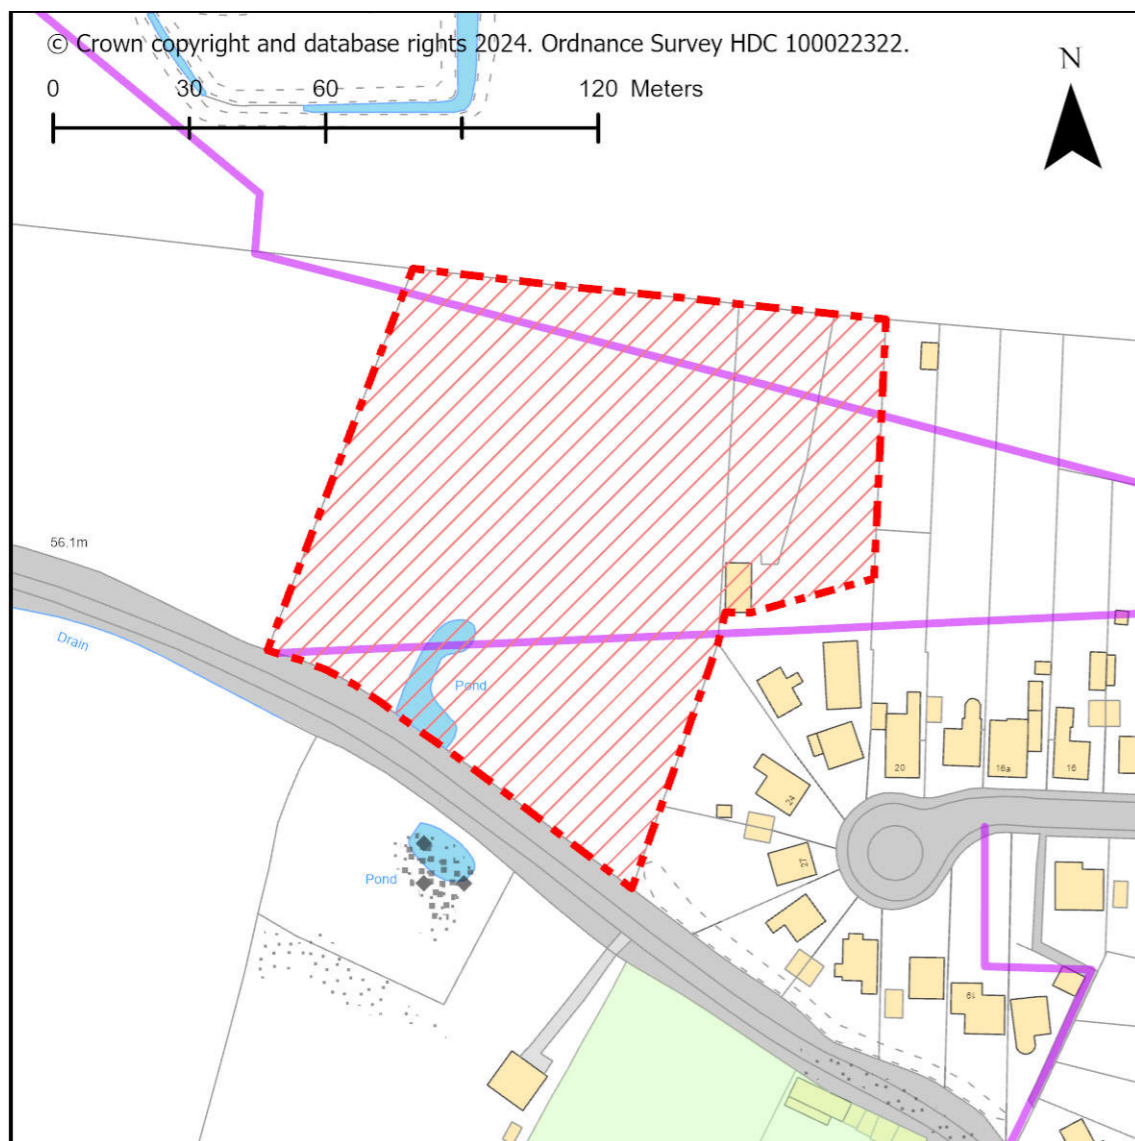 © Crown copyright and database rights 2024. Ordnance Survey HDC 100022322.
0 30 60 120 Meters
N
56.1m
Drain
Pond
Pond
20
16a
16
24
27
19